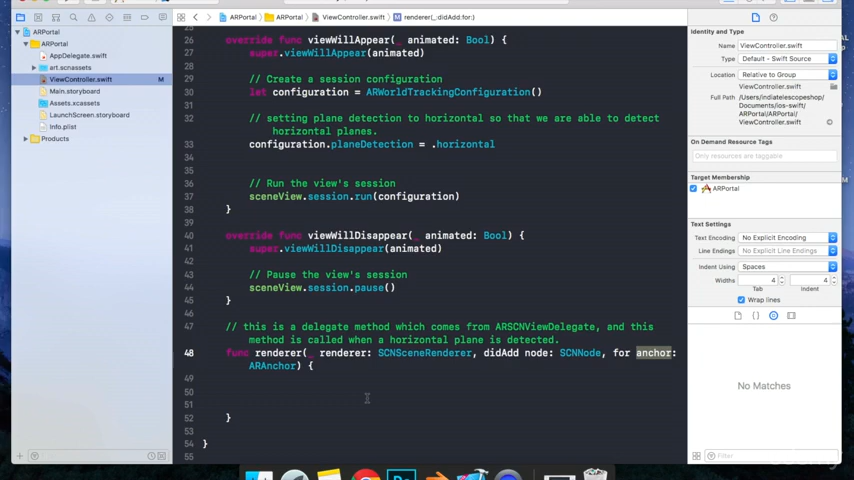 ARPortal
ARPortal
ViewController.swift
renderer(_:didAdd:for:)
ARPortal
ARPortal
AppDelegate.swift
art.scnassets
ViewController.swift
M
Main.storyboard
Assets.xcassets
LaunchScreen.storyboard
Info.plist
Products
25
26 override func viewWillAppear(_ animated: Bool) {
27 super.viewWillAppear(animated)
28
29 // Create a session configuration
30 let configuration = ARWorldTrackingConfiguration()
31
32 // setting plane detection to horizontal so that we are able to detect
horizontal planes.
33 configuration.planeDetection = .horizontal
34
35
36 // Run the view's session
37 sceneView.session.run(configuration)
38 }
39
40 override func viewWillDisappear(_ animated: Bool) {
41 super.viewWillDisappear(animated)
42
43 // Pause the view's session
44 sceneView.session.pause()
45 }
46
47 // this is a delegate method which comes from ARSCNViewDelegate, and this
method is called when a horizontal plane is detected.
48 func renderer(_ renderer: SCNSceneRenderer, didAdd node: SCNNode, for anchor:
ARAnchor) {
49
50
51
52 }
53
54 }
55
Identity and Type
Name ViewController.swift
Type Default - Swift Source
Location Relative to Group
ViewController.swift
Full Path /Users/indiatelescopeshop/
Documents/ios-swift/
ARPortal/ARPortal/
ViewController.swift
On Demand Resource Tags
Only resources are taggable
Target Membership
ARPortal
Text Settings
Text Encoding No Explicit Encoding
Line Endings No Explicit Line Endings
Indent Using Spaces
Widths 4 4
Tab Indent
Wrap lines
No Matches
Filter